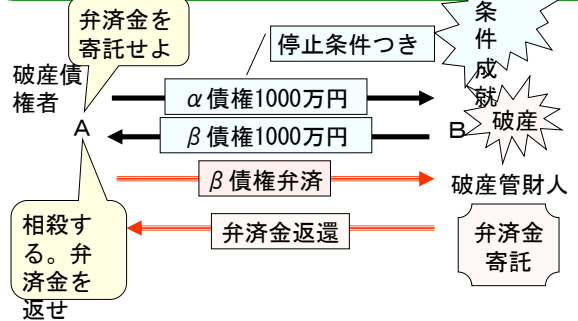 弁済金を
寄託せよ
停止条件つき
条
件
成
就
破産債
権者
α債権1000万円
A
β債権1000万円
B
破産
β債権弁済
破産管財人
相殺す
る。弁
済金を
返せ
弁済金返還
弁済金
寄託